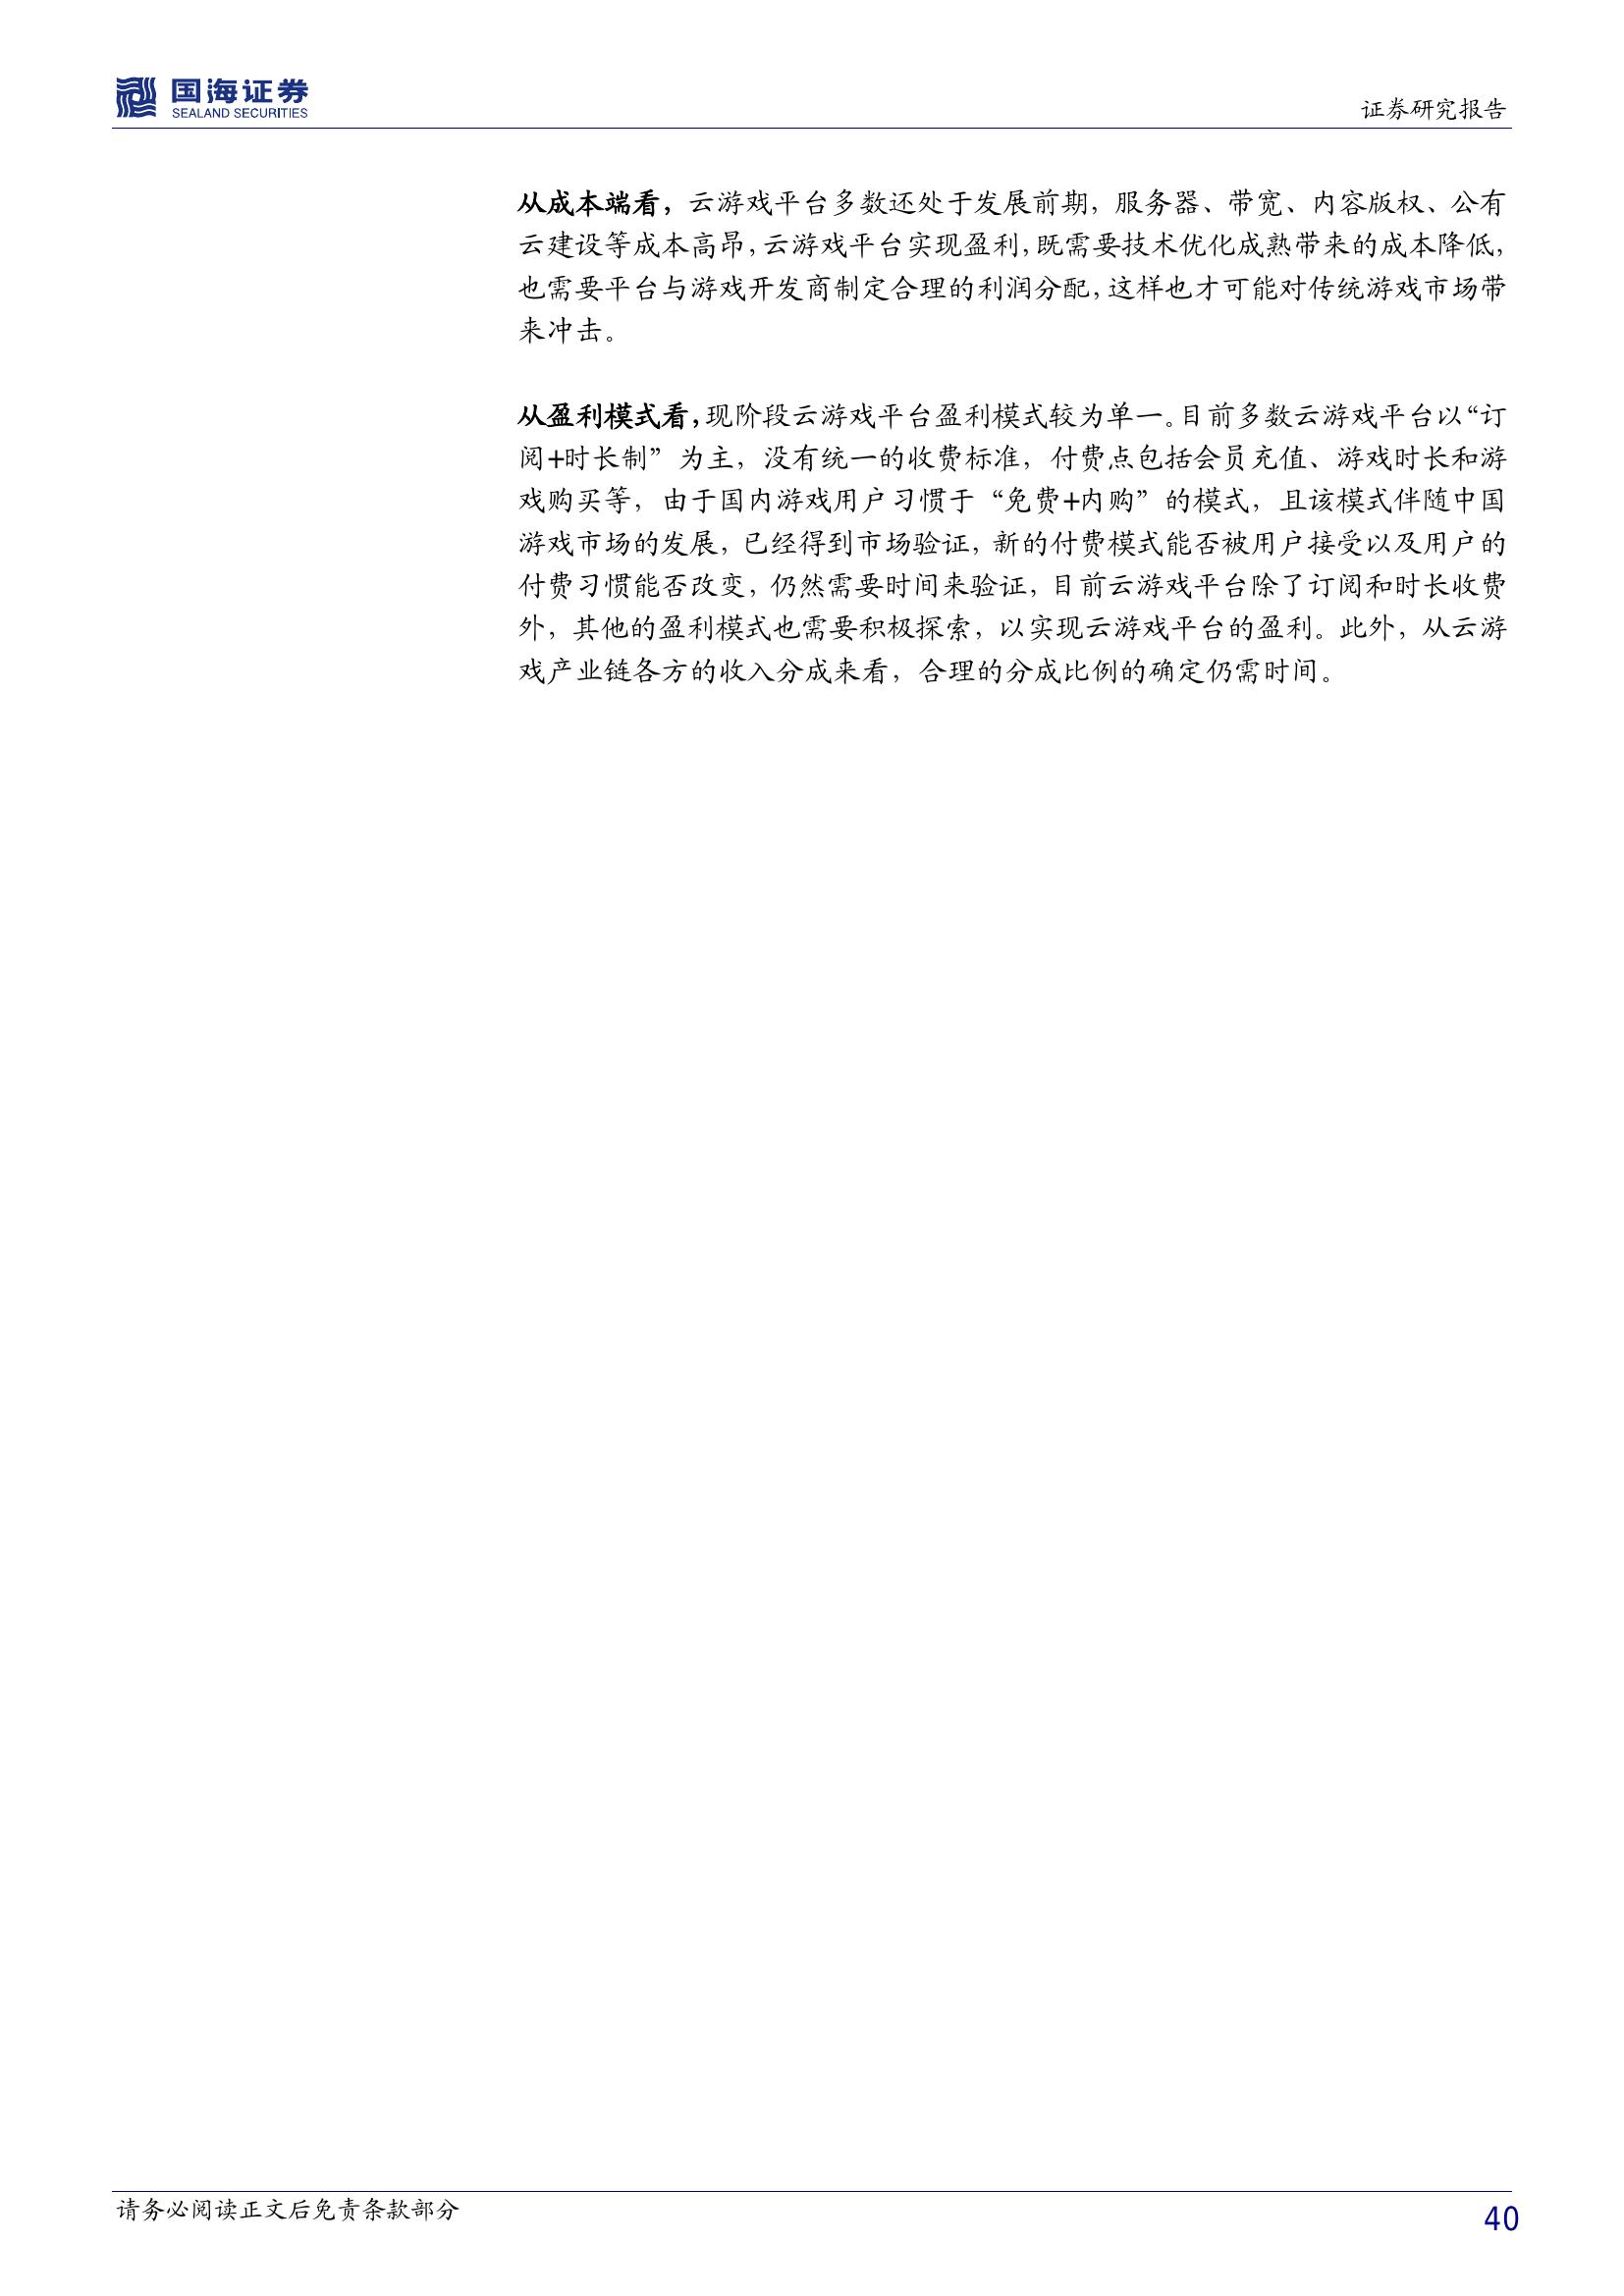 国海证券
SEALAND SECURITIES
证券研究报告
从成本端看，云游戏平台多数还处于发展前期，服务器、带宽、内容版权、公有
云建设等成本高昂，云游戏平台实现盈利，既需要技术优化成熟带来的成本降低，
也需要平台与游戏开发商制定合理的利润分配，这样也才可能对传统游戏市场带
来冲击。
从盈利模式看，现阶段云游戏平台盈利模式较为单一。目前多数云游戏平台以“订
阅+时长制”为主，没有统一的收费标准，付费点包括会员充值、游戏时长和游
戏购买等，由于国内游戏用户习惯于“免费+内购”的模式，且该模式伴随中国
游戏市场的发展，已经得到市场验证，新的付费模式能否被用户接受以及用户的
付费习惯能否改变，仍然需要时间来验证，目前云游戏平台除了订阅和时长收费
外，其他的盈利模式也需要积极探索，以实现云游戏平台的盈利。此外，从云游
戏产业链各方的收入分成来看，合理的分成比例的确定仍需时间。
请务必阅读正文后免责条款部分
40